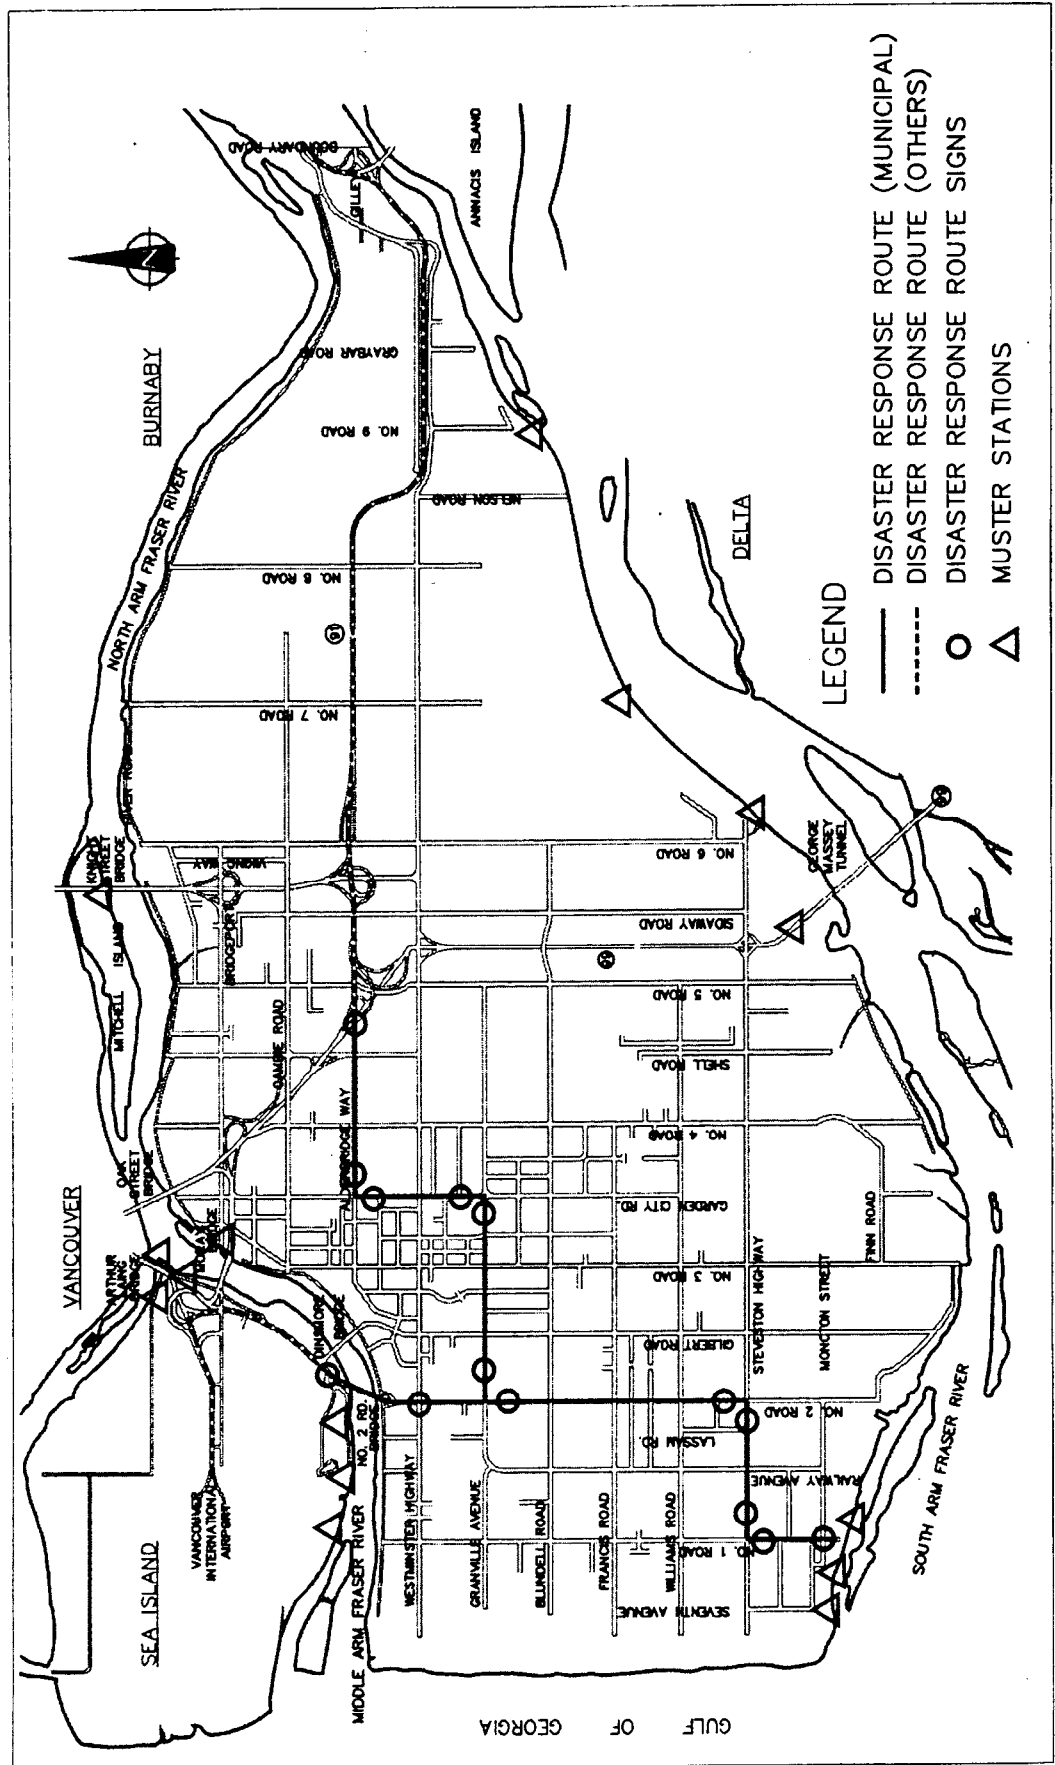 BURNABY
VANCOUVER
SEA ISLAND
DELTA
ANNACIS ISLAND
MITCHELL ISLAND
NORTH ARM FRASER RIVER
MIDDLE ARM FRASER RIVER
SOUTH ARM FRASER RIVER
GULF OF GEORGIA
VANCOUVER
INTERNATIONAL
AIRPORT
ARTHUR
LAING
BRIDGE
OAK
STREET
BRIDGE
KNIGHT
STREET
BRIDGE
MORAY
BRIDGE
DINSMORE
BRIDGE
NO. 2 RD.
BRIDGE
GEORGE
MASSEY
TUNNEL
RIVER ROAD
BRIDGEPORT
VIKING WAY
CAMBIE ROAD
ALDERBRIDGE WAY
WESTMINSTER HIGHWAY
GRANVILLE AVENUE
BLUNDELL ROAD
FRANCIS ROAD
WILLIAMS ROAD
STEVESTON HIGHWAY
MONCTON STREET
FINN ROAD
SEVENTH AVENUE
NO. 1 ROAD
RAILWAY AVENUE
LASSAM RD
NO. 2 ROAD
GILBERT ROAD
NO. 3 ROAD
GARDEN CITY RD
NO. 4 ROAD
SHELL ROAD
NO. 5 ROAD
SIDAWAY ROAD
NO. 6 ROAD
NO. 7 ROAD
NO. 8 ROAD
NELSON ROAD
NO. 9 ROAD
GRAYBAR ROAD
GILLEY
BOUNDARY ROAD
91
99
99
LEGEND
DISASTER RESPONSE ROUTE (MUNICIPAL)
DISASTER RESPONSE ROUTE (OTHERS)
DISASTER RESPONSE ROUTE SIGNS
MUSTER STATIONS